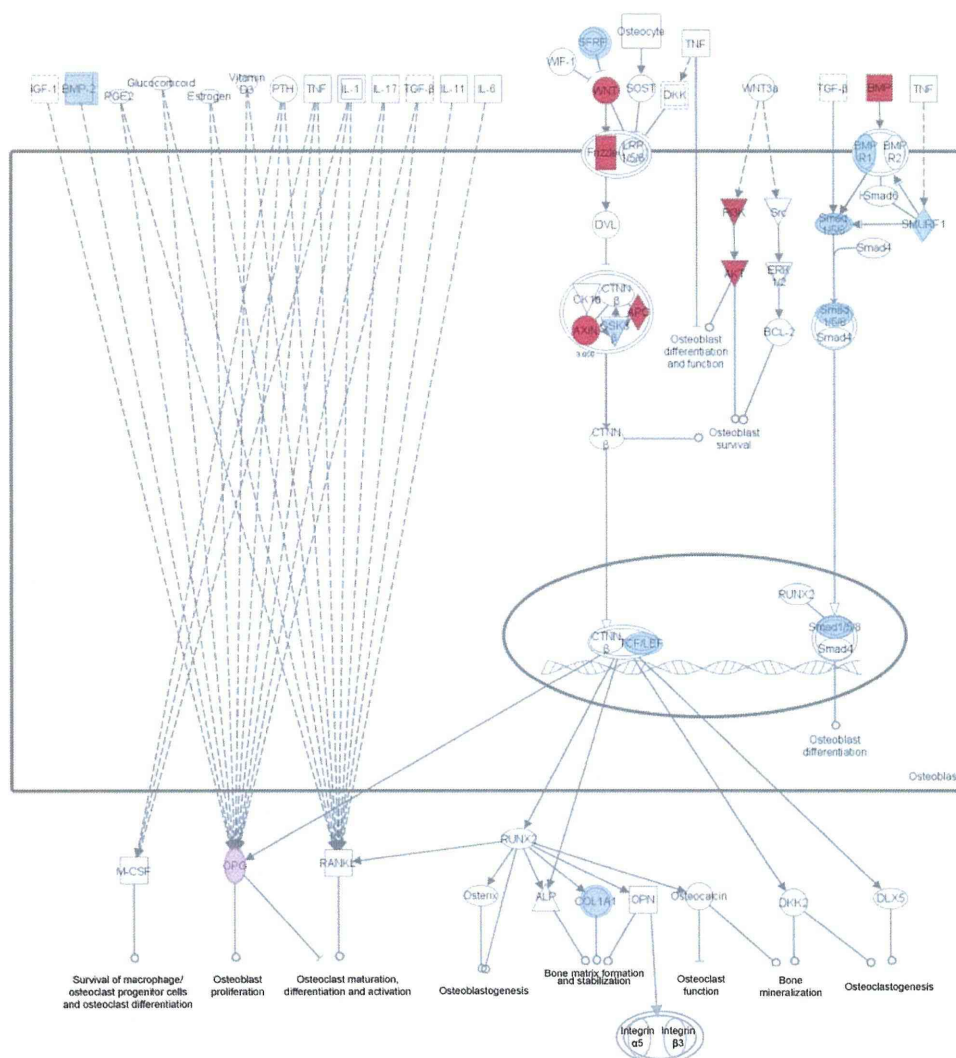 SFRP
Osteocyte
TNF
WIF-1
IGF-1
BMP-2
PGE2
Glucocorticoid
Estrogen
Vitamin
D3
PTH
TNF
IL-1
IL-17
TGF-β
IL-11
IL-6
WNT
SOST
DKK
WNT3a
TGF-β
BMP
TNF
Frizzled
LRP
1/5/6
BMP
R1
BMP
R2
Smad6
PI3K
Src
Smad
1/5/8
SMURF1
DVL
Smad4
AKT
ERK
1/2
CTNN
β
CK1α
APC
AXIN
GSK3
β
BCL-2
Smad
1/5/8
Smad4
Osteoblast
differentiation
and function
CTNN
β
Osteoblast
survival
RUNX2
CTNN
β
TCF/LEF
Smad1/5/8
Smad4
Osteoblast
differentiation
Osteoblast
M-CSF
OPG
RANKL
RUNX2
Osterix
ALP
COL1A1
OPN
Osteocalcin
DKK2
DLX5
Survival of macrophage/
osteoclast progenitor cells
and osteoclast differentiation
Osteoblast
proliferation
Osteoclast maturation,
differentiation and activation
Osteoblastogenesis
Bone matrix formation
and stabilization
Osteoclast
function
Bone
mineralization
Osteoclastogenesis
Integrin
α5
Integrin
β3